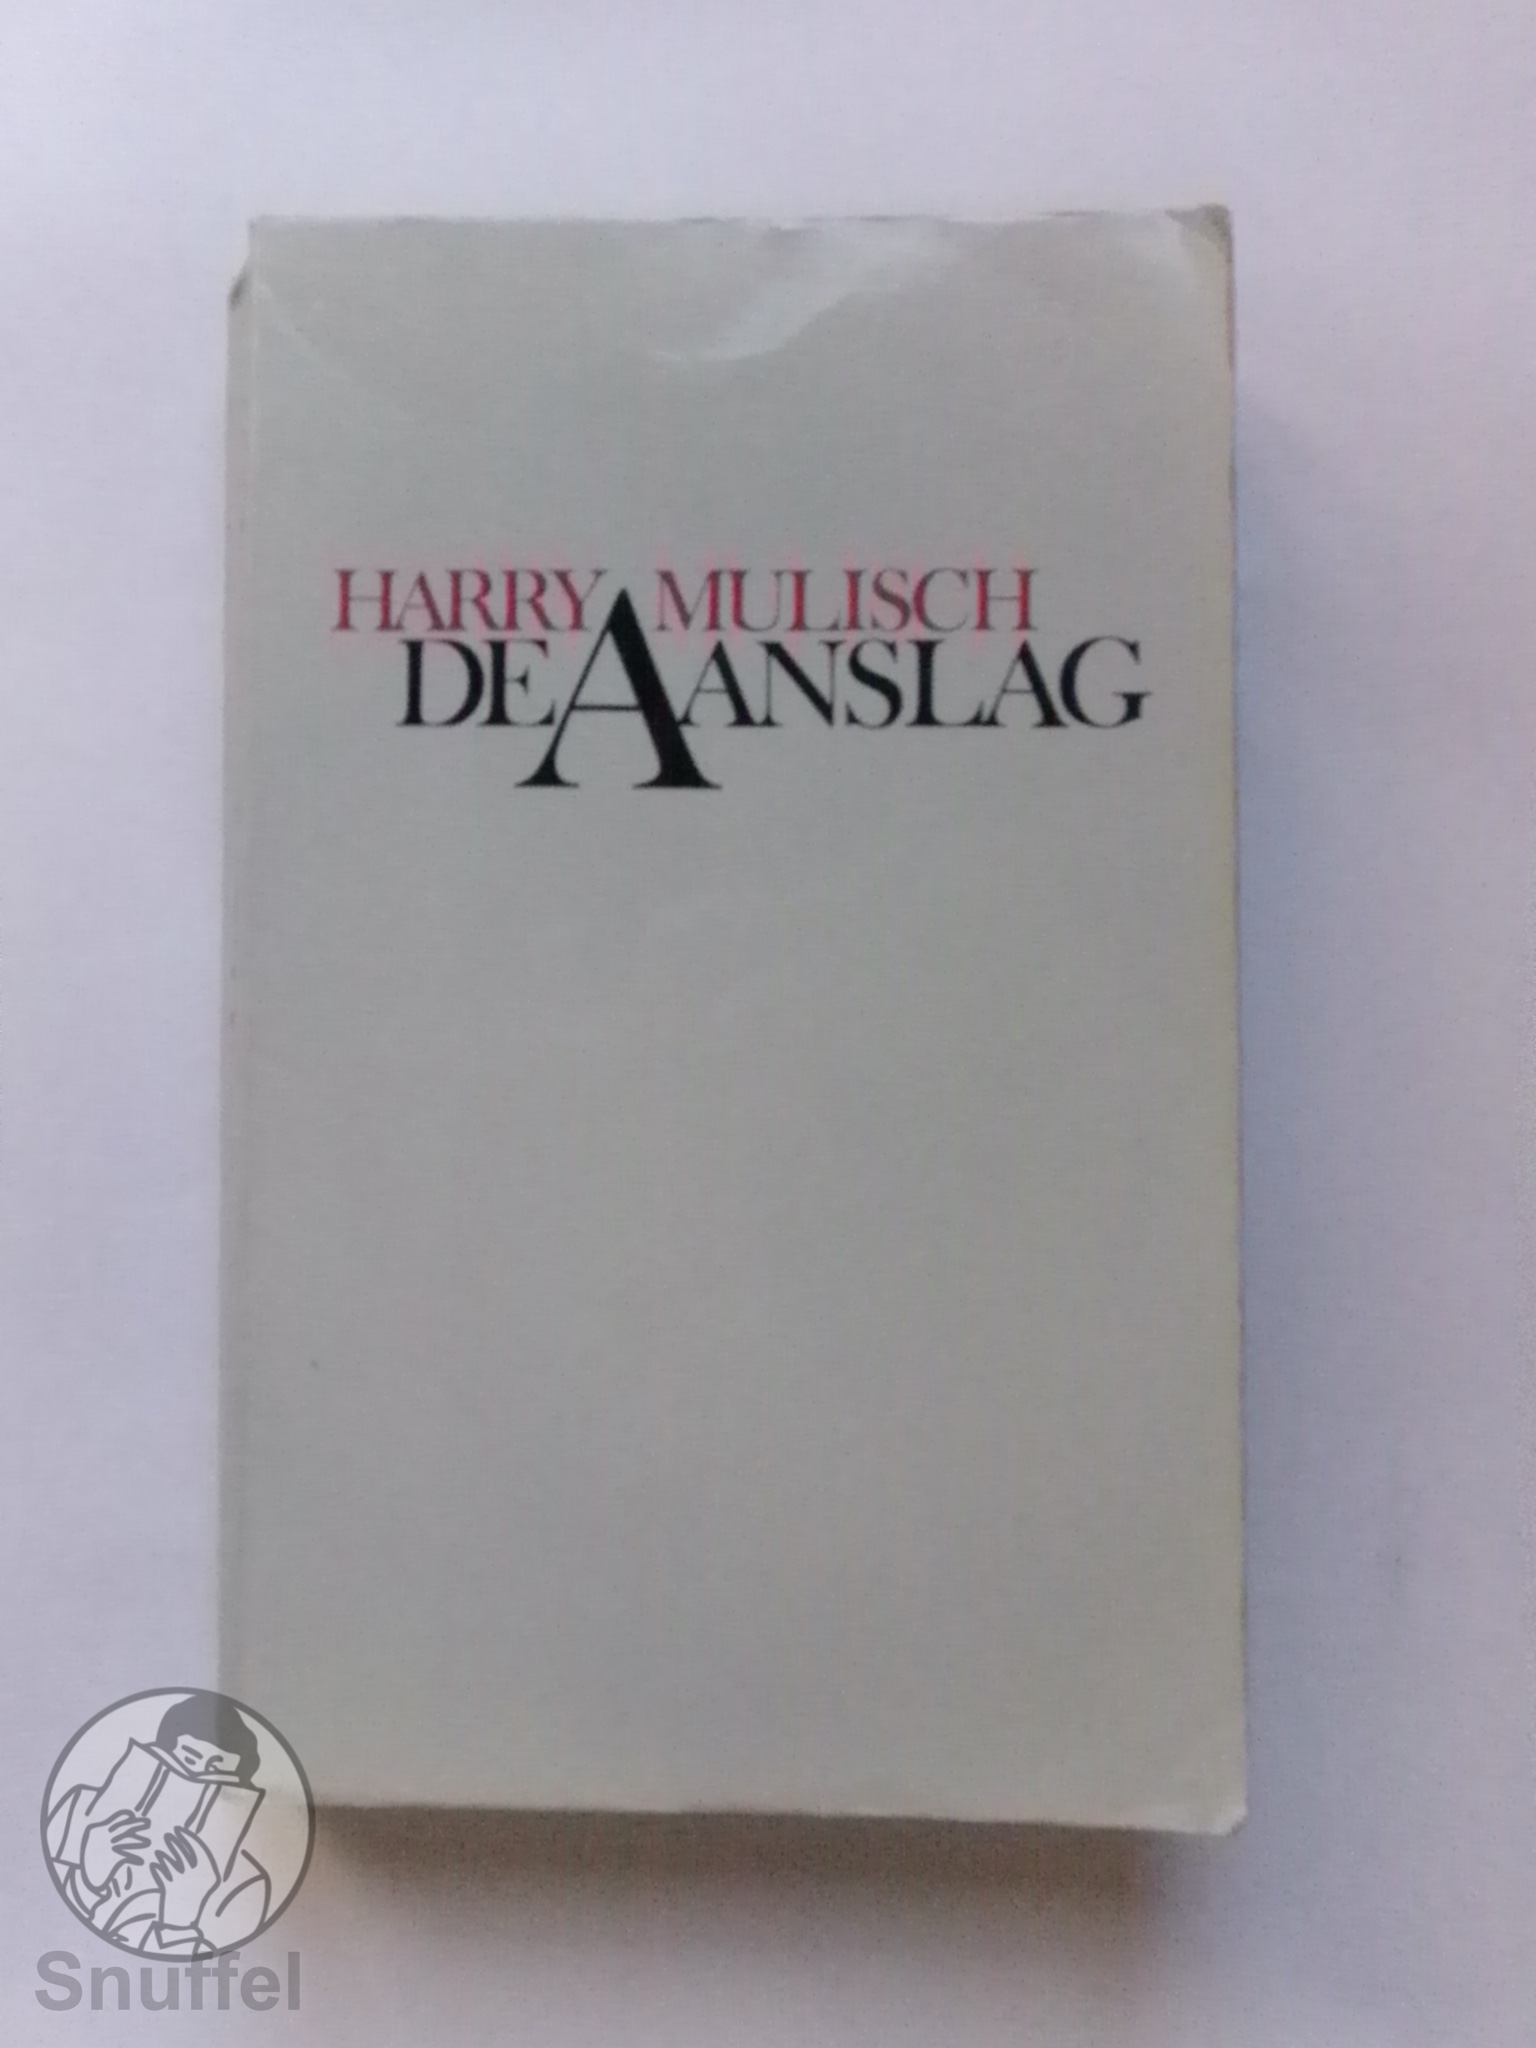 HARRY MULISCH
DE AANSLAG
Snuffel